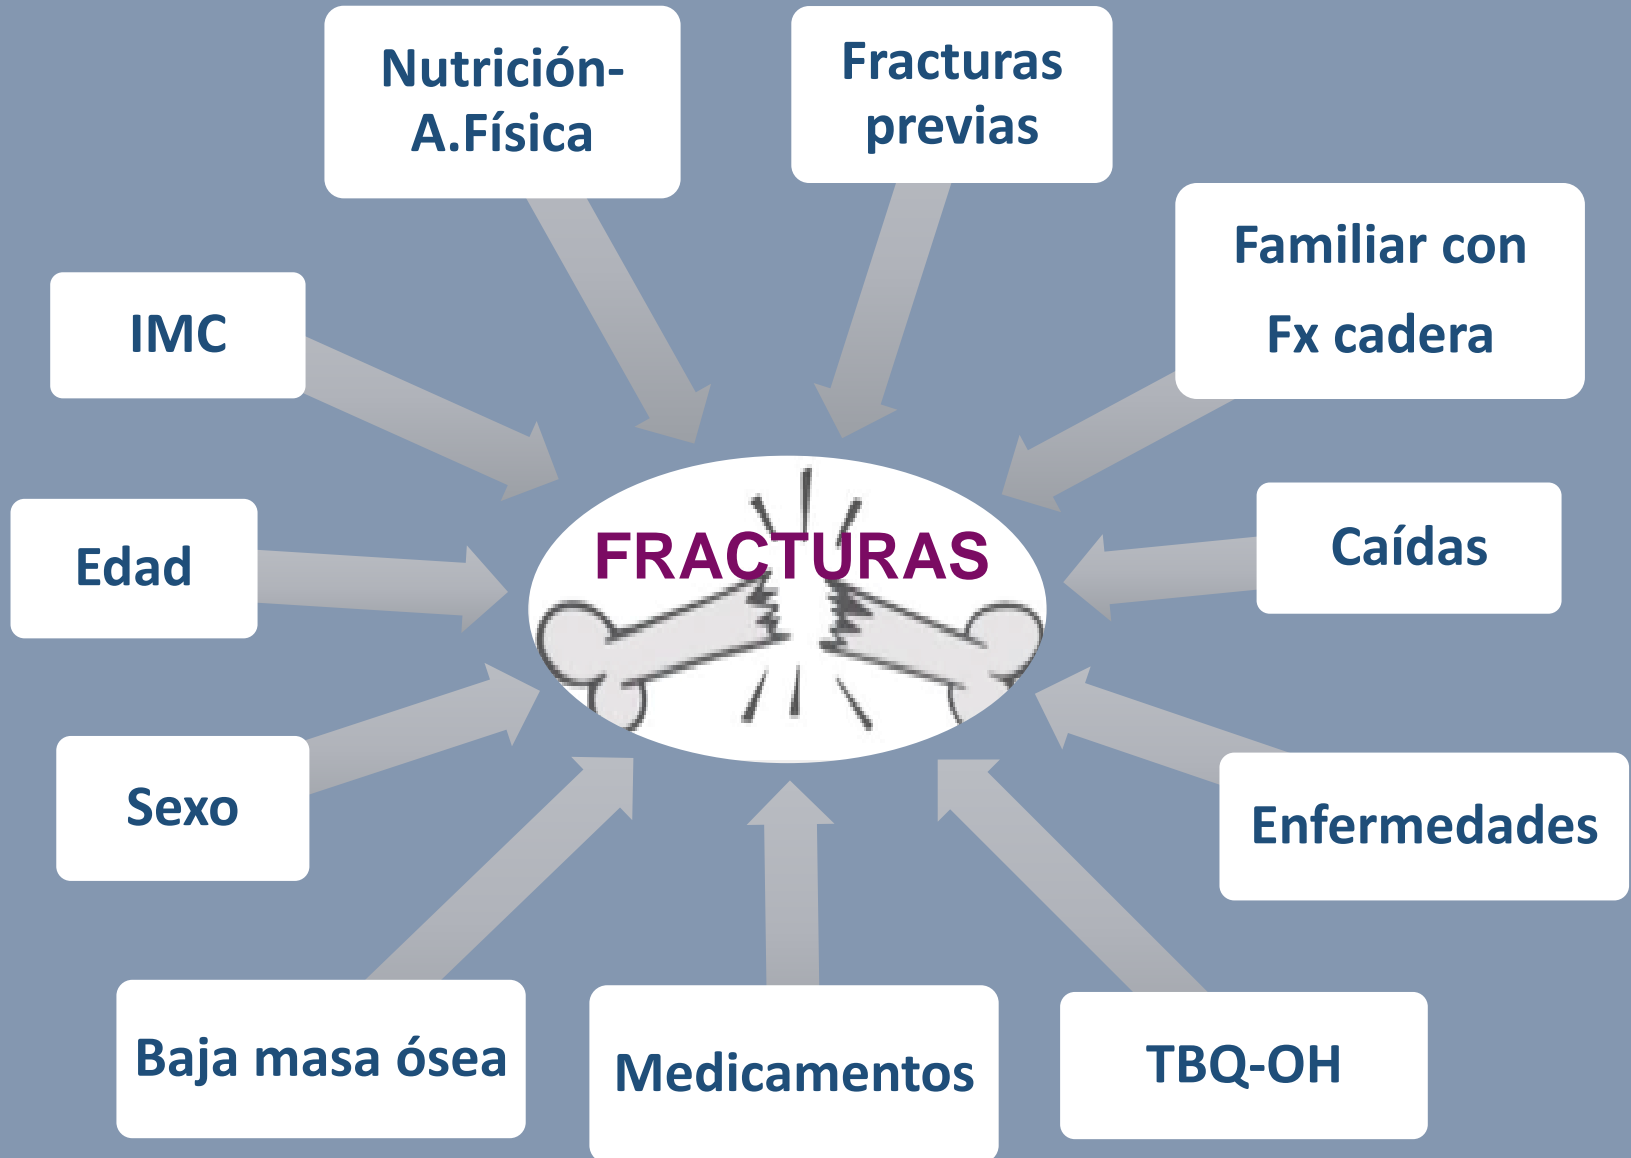 Nutrición-
A.Física
Fracturas
previas
Familiar con
Fx cadera
IMC
Caídas
Edad
FRACTURAS
Sexo
Enfermedades
Baja masa ósea
Medicamentos
TBQ-OH